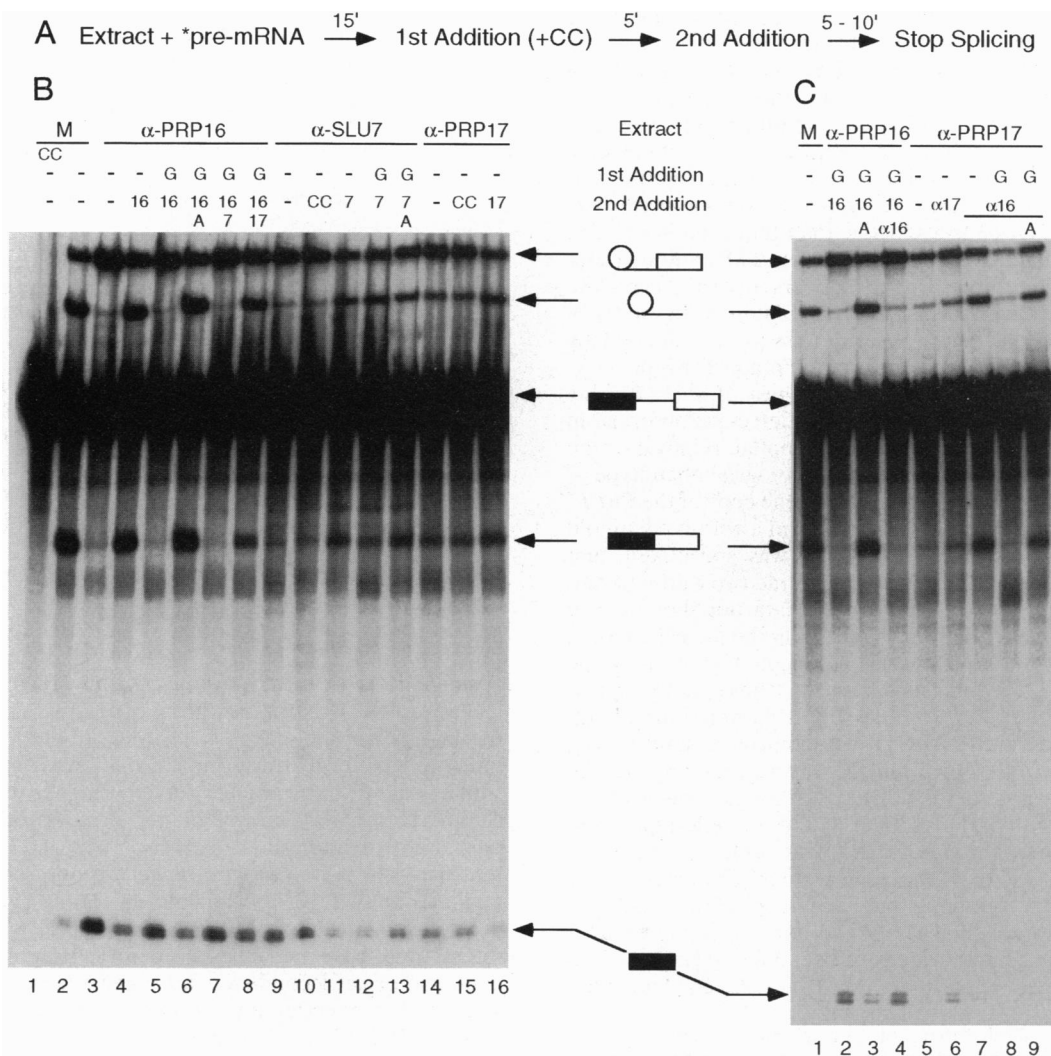 A Extract + *pre-mRNA 15' 1st Addition (+CC) 5' 2nd Addition 5 - 10' Stop Splicing
B
M α-PRP16 α-SLU7 α-PRP17
CC
- - - - G G G G - - - G G - - -
- - - 16 16 16 16 16 - CC 7 7 7 - CC 17
A 7 17 A
Extract
1st Addition
2nd Addition
C
M α-PRP16 α-PRP17
- G G G - - - G G
- 16 16 16 - α17 α16
A α16 A
1 2 3 4 5 6 7 8 9 10 11 12 13 14 15 16
1 2 3 4 5 6 7 8 9